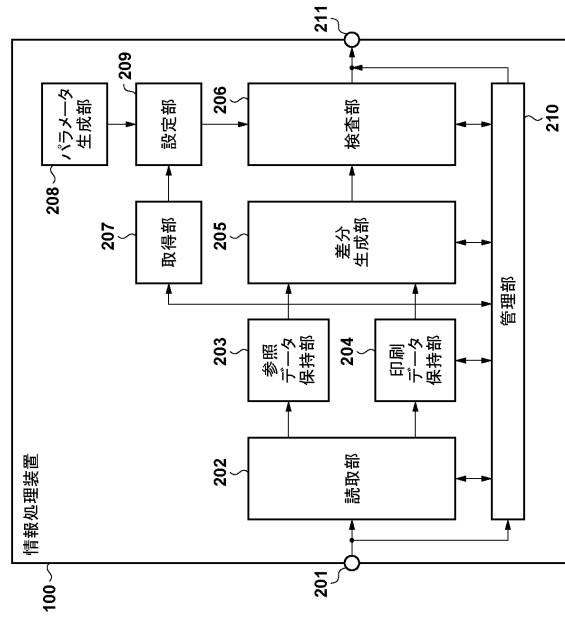 情報処理装置
100
201
読取部
202
参照
データ
保持部
203
印刷
データ
保持部
204
差分
生成部
205
検査部
206
取得部
207
パラメータ
生成部
208
設定部
209
管理部
210
211